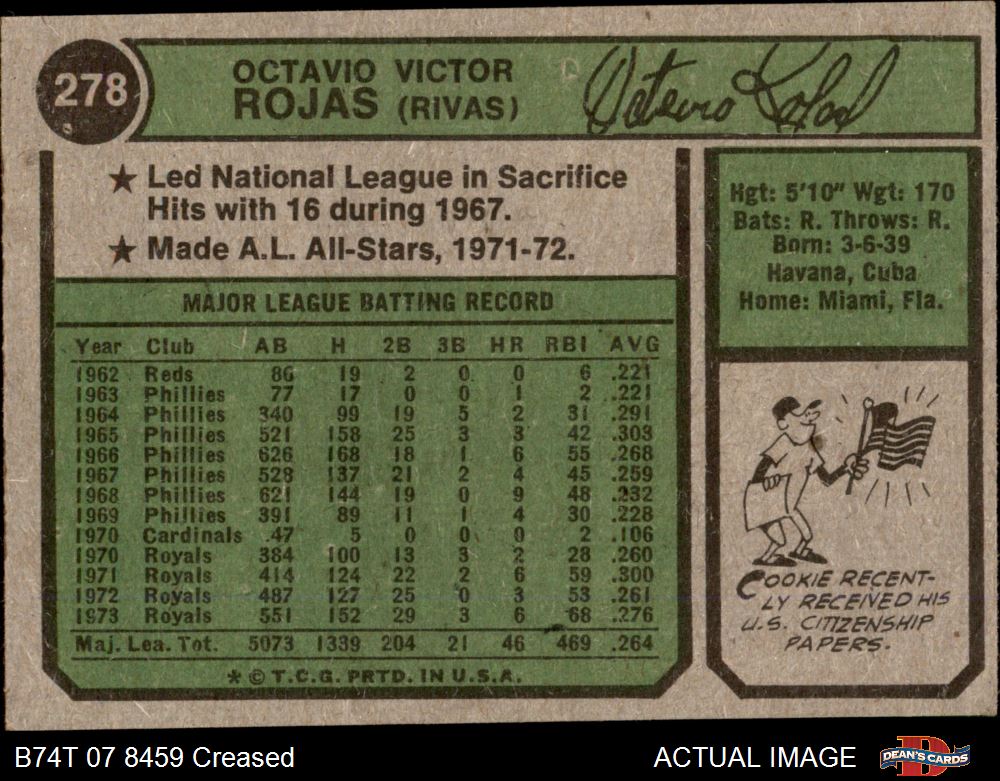 278
OCTAVIO VICTOR
ROJAS (RIVAS)
Octavio Rojas
★ Led National League in Sacrifice
Hits with 16 during 1967.
★ Made A.L. All-Stars, 1971-72.
Hgt: 5'10" Wgt: 170
Bats: R. Throws: R.
Born: 3-6-39
Havana, Cuba
Home: Miami, Fla.
MAJOR LEAGUE BATTING RECORD
Year Club AB H 2B 3B HR RBI AVG
1962 Reds 86 19 2 0 0 6 .221
1963 Phillies 77 17 0 0 1 2 .221
1964 Phillies 340 99 19 5 2 31 .291
1965 Phillies 521 158 25 3 3 42 .303
1966 Phillies 626 168 18 1 6 55 .268
1967 Phillies 528 137 21 2 4 45 .259
1968 Phillies 621 144 19 0 9 48 .232
1969 Phillies 391 89 11 1 4 30 .228
1970 Cardinals 47 5 0 0 0 2 .106
1970 Royals 384 100 13 3 2 28 .260
1971 Royals 414 124 22 2 6 59 .300
1972 Royals 487 127 25 0 3 53 .261
1973 Royals 551 152 29 3 6 68 .276
Maj. Lea. Tot. 5073 1339 204 21 46 469 .264
* © T.C.G. PRTD. IN U.S.A.
COOKIE RECENT-
LY RECEIVED HIS
U.S. CITIZENSHIP
PAPERS.
B74T 07 8459 Creased
ACTUAL IMAGE
D
DEAN'S CARDS